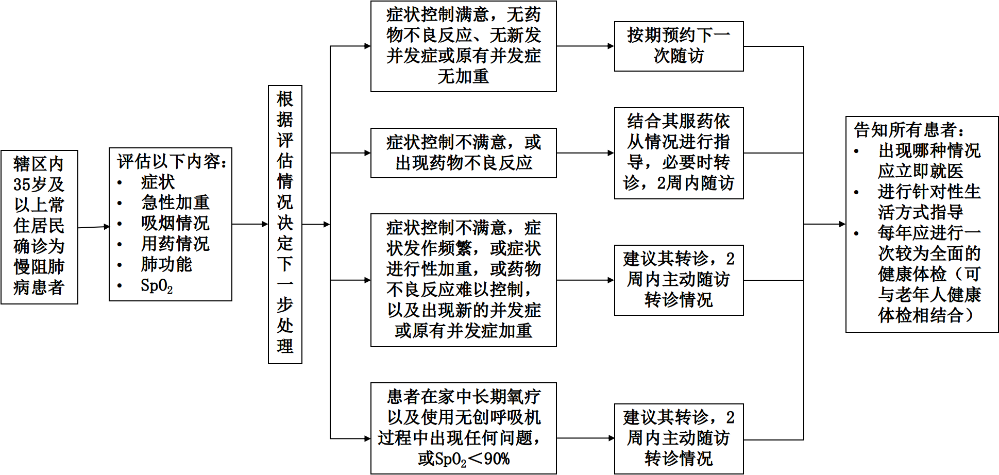 辖区内
35岁及
以上常
住居民
确诊为
慢阻肺
病患者
评估以下内容：
• 症状
• 急性加重
• 吸烟情况
• 用药情况
• 肺功能
• SpO₂
根
据
评
估
情
况
决
定
下
一
步
处
理
症状控制满意，无药
物不良反应、无新发
并发症或原有并发症
无加重
按期预约下一
次随访
症状控制不满意，或
出现药物不良反应
结合其服药依
从情况进行指
导，必要时转
诊，2周内随访
症状控制不满意，症
状发作频繁，或症状
进行性加重，或药物
不良反应难以控制，
以及出现新的并发症
或原有并发症加重
建议其转诊，2
周内主动随访
转诊情况
患者在家中长期氧疗
以及使用无创呼吸机
过程中出现任何问题，
或SpO₂＜90%
建议其转诊，2
周内主动随访
转诊情况
告知所有患者：
• 出现哪种情况
应立即就医
• 进行针对性生
活方式指导
• 每年应进行一
次较为全面的
健康体检（可
与老年人健康
体检相结合）